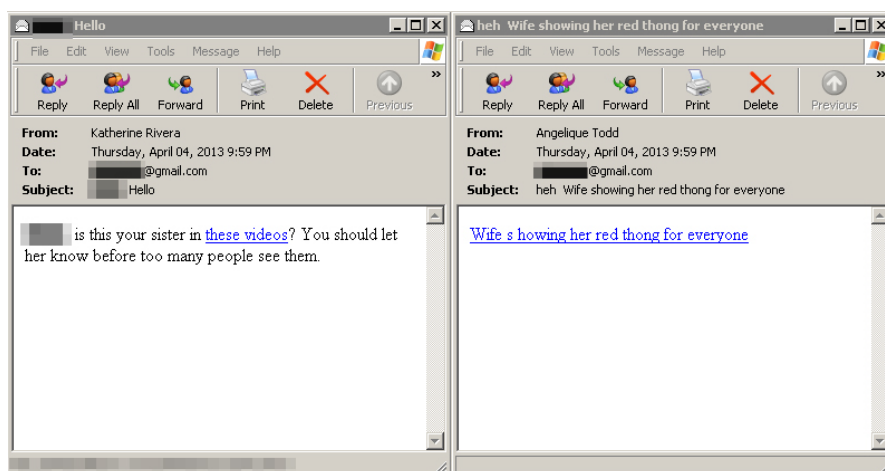 Hello
File Edit View Tools Message Help
Reply Reply All Forward Print Delete Previous
From: Katherine Rivera
Date: Thursday, April 04, 2013 9:59 PM
To: @gmail.com
Subject: Hello
is this your sister in these videos? You should let
her know before too many people see them.
heh Wife showing her red thong for everyone
File Edit View Tools Message Help
Reply Reply All Forward Print Delete Previous
From: Angelique Todd
Date: Thursday, April 04, 2013 9:59 PM
To: @gmail.com
Subject: heh Wife showing her red thong for everyone
Wife s howing her red thong for everyone